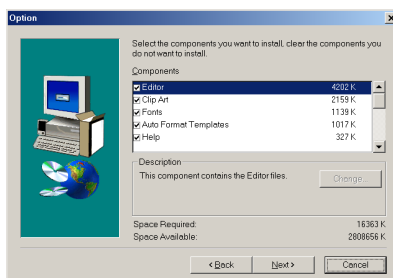 Option
Select the components you want to install, clear the components you
do not want to install.
Components
Editor 4202 K
Clip Art 2159 K
Fonts 1139 K
Auto Format Templates 1017 K
Help 327 K
Description
This component contains the Editor files.
Change...
Space Required: 16363 K
Space Available: 2808656 K
< Back Next > Cancel